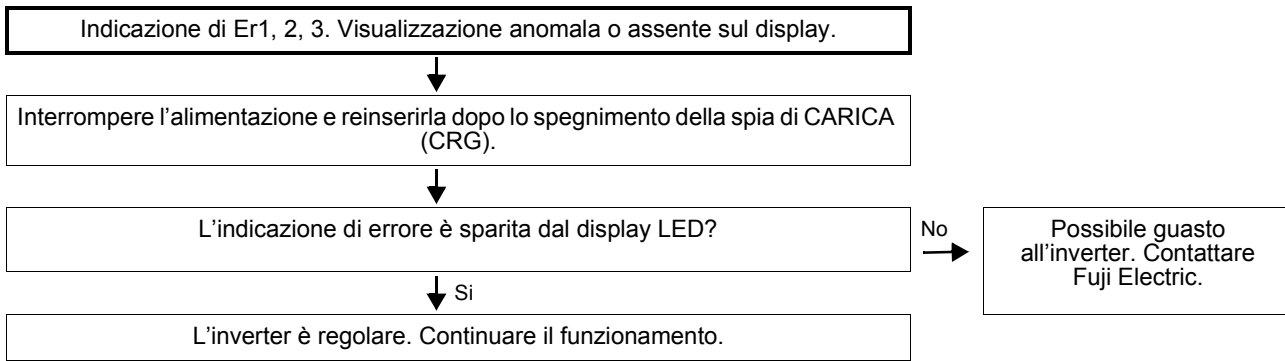 Indicazione di Er1, 2, 3. Visualizzazione anomala o assente sul display.
Interrompere l'alimentazione e reinserirla dopo lo spegnimento della spia di CARICA
(CRG).
L'indicazione di errore è sparita dal display LED?
No
Possibile guasto
all'inverter. Contattare
Fuji Electric.
Si
L'inverter è regolare. Continuare il funzionamento.